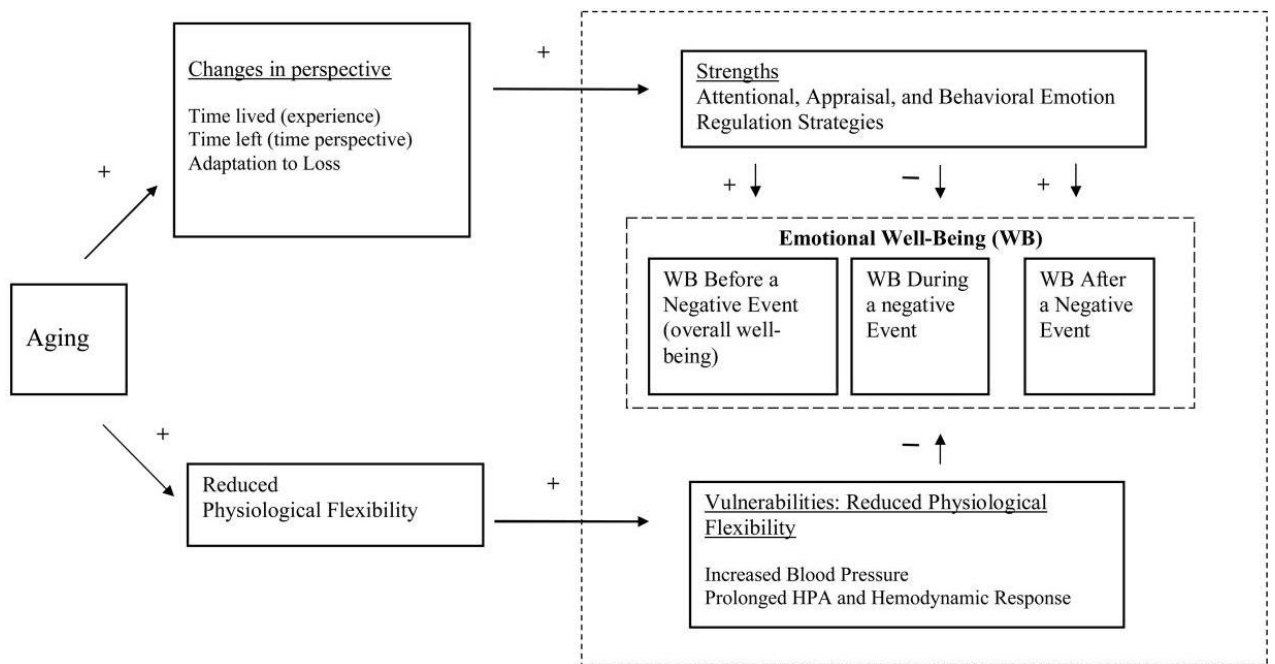 Changes in perspective
Time lived (experience)
Time left (time perspective)
Adaptation to Loss
+
Strengths
Attentional, Appraisal, and Behavioral Emotion
Regulation Strategies
+
+
−
+
Emotional Well-Being (WB)
WB Before a
Negative Event
(overall well-
being)
WB During
a negative
Event
WB After
a Negative
Event
Aging
+
Reduced
Physiological Flexibility
+
−
Vulnerabilities: Reduced Physiological
Flexibility
Increased Blood Pressure
Prolonged HPA and Hemodynamic Response